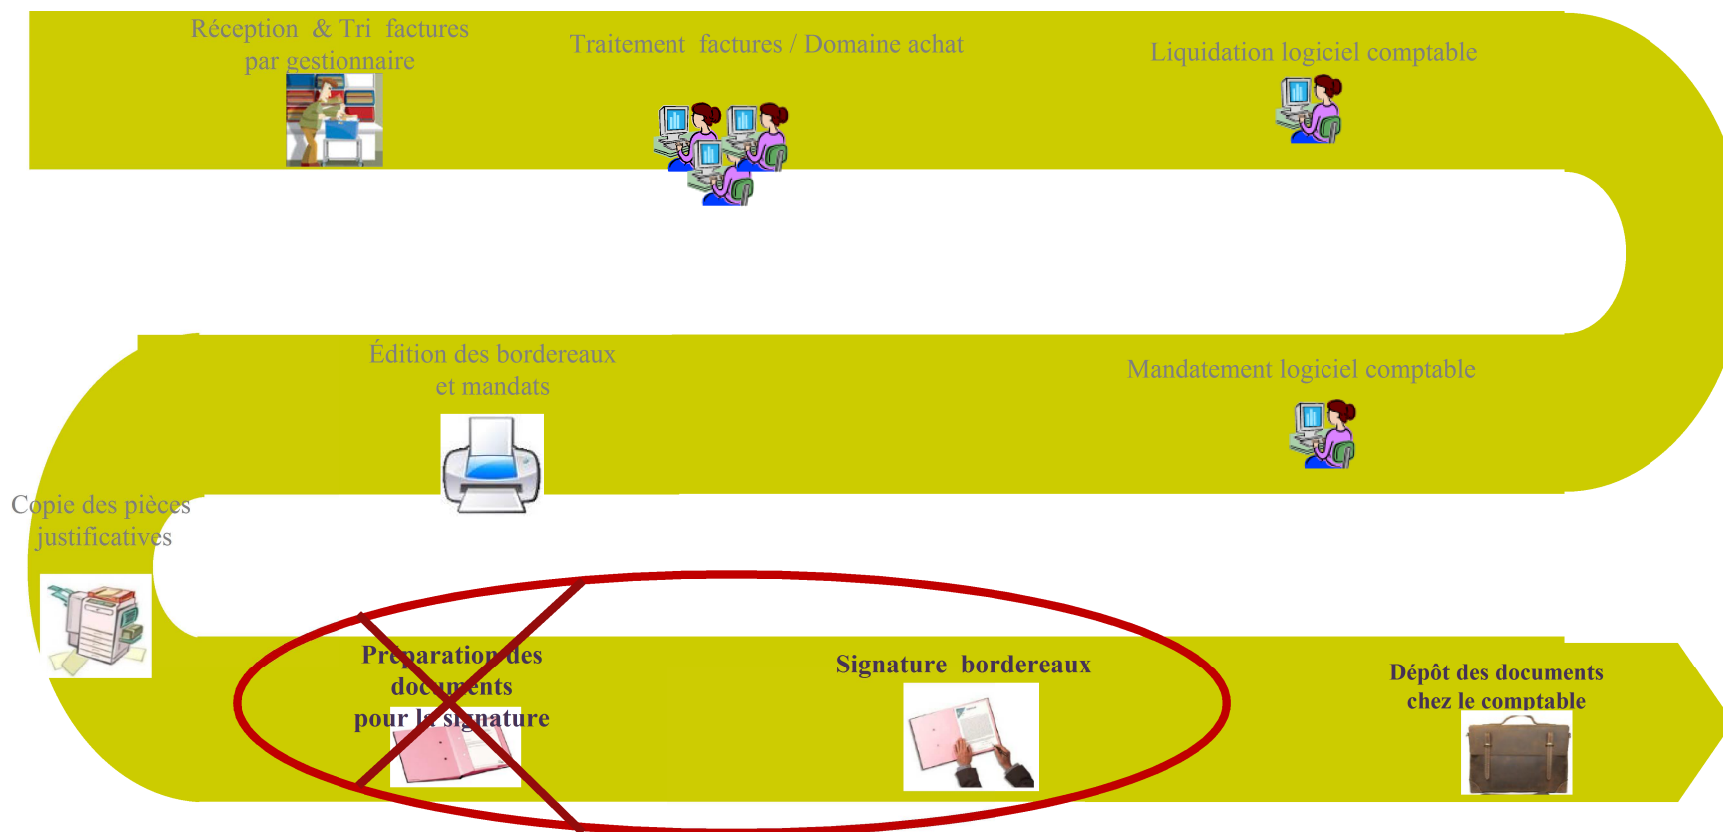 Réception & Tri factures
par gestionnaire
Traitement factures / Domaine achat
Liquidation logiciel comptable
Mandatement logiciel comptable
Édition des bordereaux
et mandats
Copie des pièces
justificatives
Préparation des
documents
pour la signature
Signature bordereaux
Dépôt des documents
chez le comptable